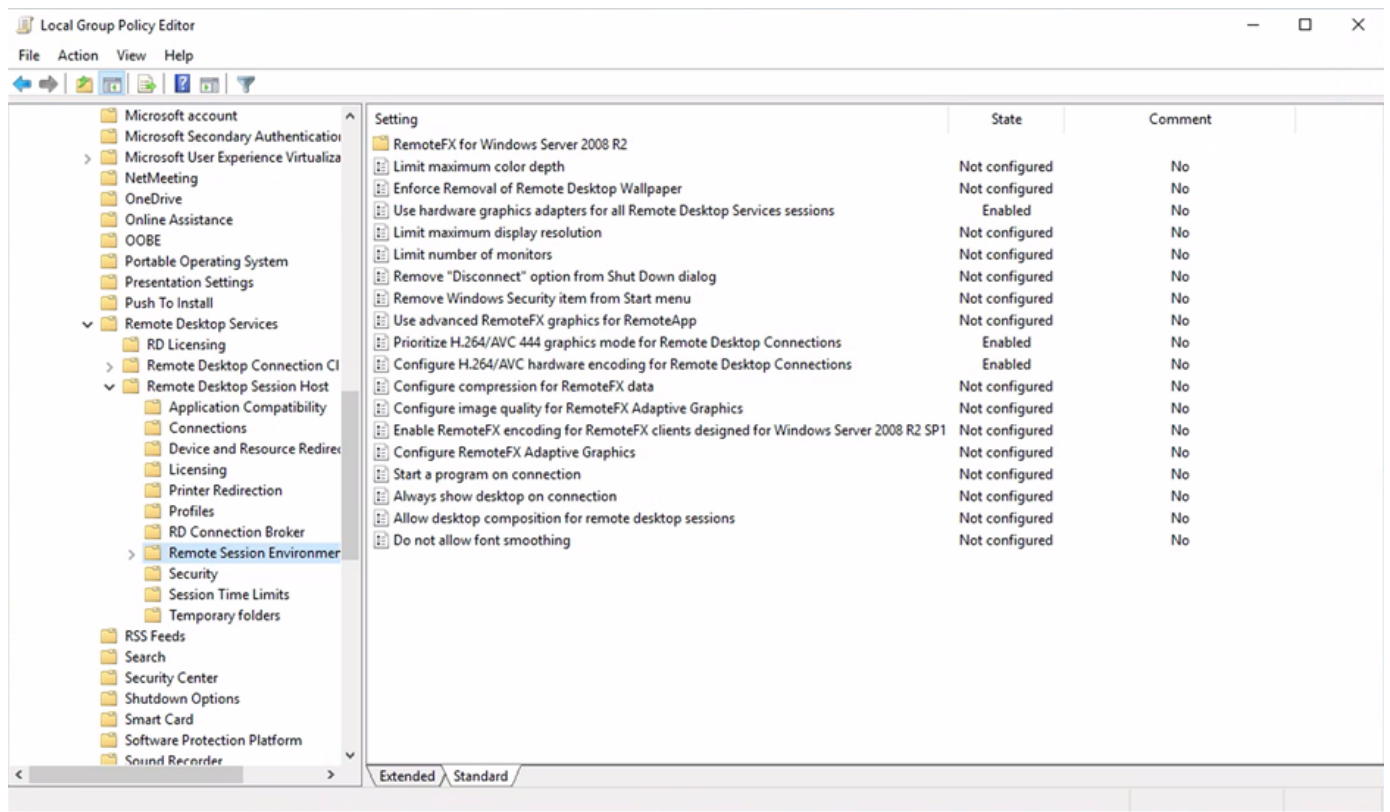 Local Group Policy Editor
File Action View Help
Microsoft account
Microsoft Secondary Authentication
Microsoft User Experience Virtualiza
NetMeeting
OneDrive
Online Assistance
OOBE
Portable Operating System
Presentation Settings
Push To Install
Remote Desktop Services
RD Licensing
Remote Desktop Connection Cl
Remote Desktop Session Host
Application Compatibility
Connections
Device and Resource Redirec
Licensing
Printer Redirection
Profiles
RD Connection Broker
Remote Session Environmen
Security
Session Time Limits
Temporary folders
RSS Feeds
Search
Security Center
Shutdown Options
Smart Card
Software Protection Platform
Sound Recorder
Setting State Comment
RemoteFX for Windows Server 2008 R2
Limit maximum color depth Not configured No
Enforce Removal of Remote Desktop Wallpaper Not configured No
Use hardware graphics adapters for all Remote Desktop Services sessions Enabled No
Limit maximum display resolution Not configured No
Limit number of monitors Not configured No
Remove "Disconnect" option from Shut Down dialog Not configured No
Remove Windows Security item from Start menu Not configured No
Use advanced RemoteFX graphics for RemoteApp Not configured No
Prioritize H.264/AVC 444 graphics mode for Remote Desktop Connections Enabled No
Configure H.264/AVC hardware encoding for Remote Desktop Connections Enabled No
Configure compression for RemoteFX data Not configured No
Configure image quality for RemoteFX Adaptive Graphics Not configured No
Enable RemoteFX encoding for RemoteFX clients designed for Windows Server 2008 R2 SP1 Not configured No
Configure RemoteFX Adaptive Graphics Not configured No
Start a program on connection Not configured No
Always show desktop on connection Not configured No
Allow desktop composition for remote desktop sessions Not configured No
Do not allow font smoothing Not configured No
Extended Standard